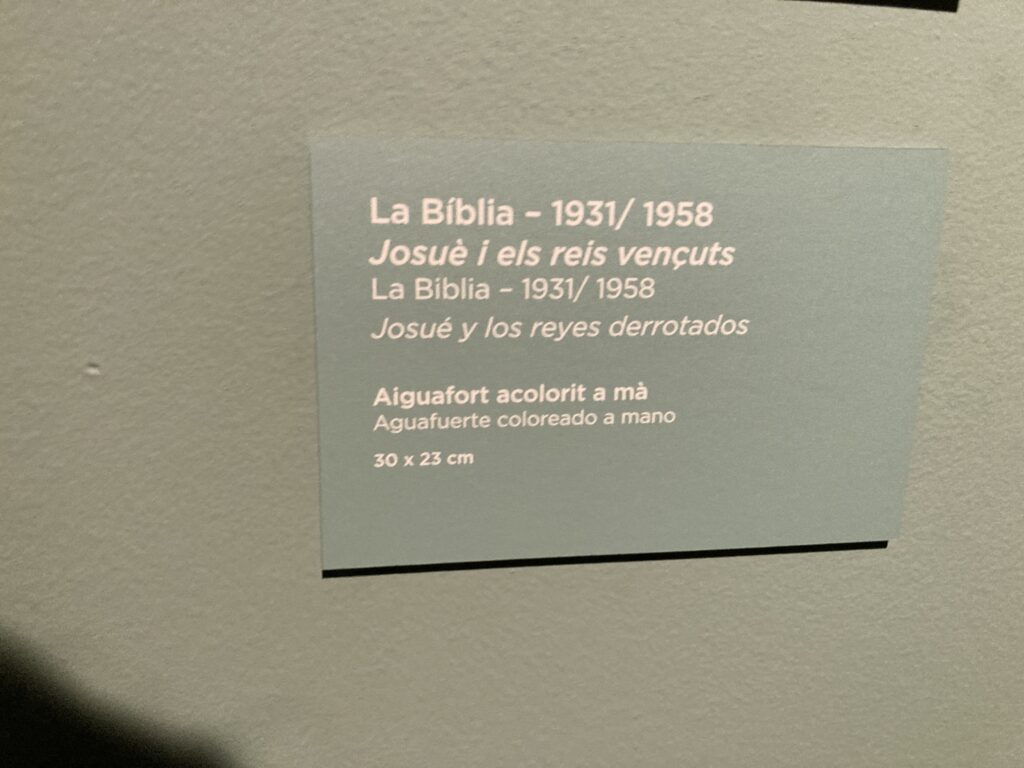 La Bíblia – 1931/ 1958
Josuè i els reis vençuts
La Biblia – 1931/ 1958
Josué y los reyes derrotados
Aiguafort acolorit a mà
Aguafuerte coloreado a mano
30 x 23 cm